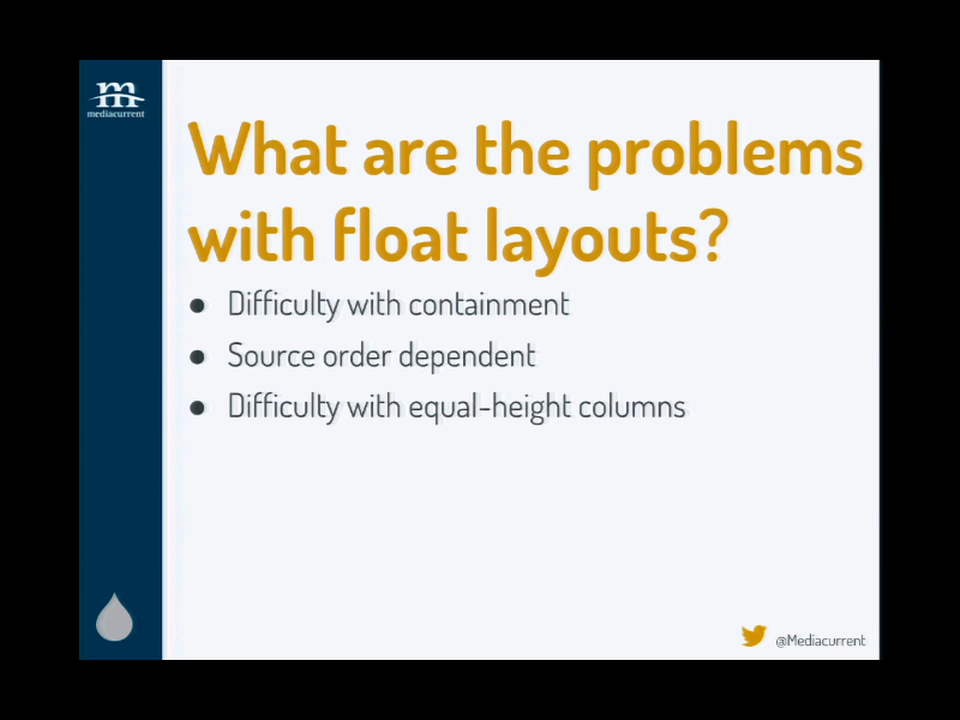 mediacurrent
What are the problems
with float layouts?
● Difficulty with containment
● Source order dependent
● Difficulty with equal-height columns
@Mediacurrent